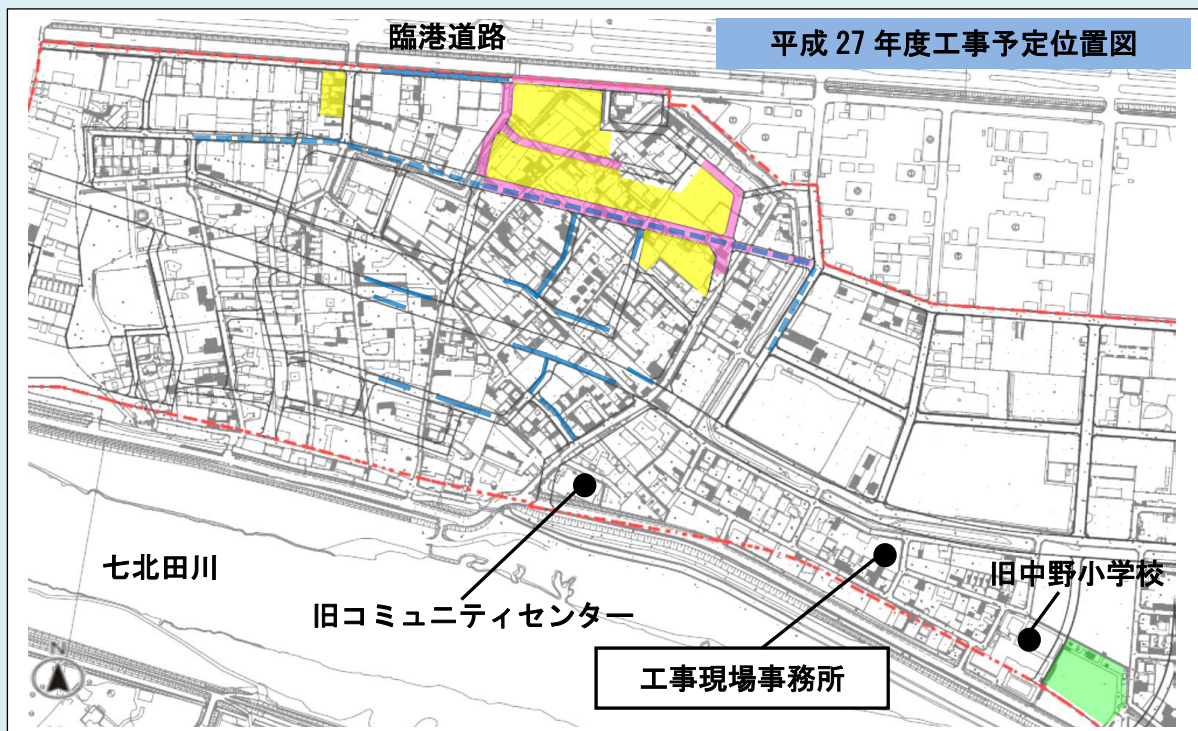 臨港道路
平成 27 年度工事予定位置図
七北田川
旧コミュニティセンター
旧中野小学校
工事現場事務所
N